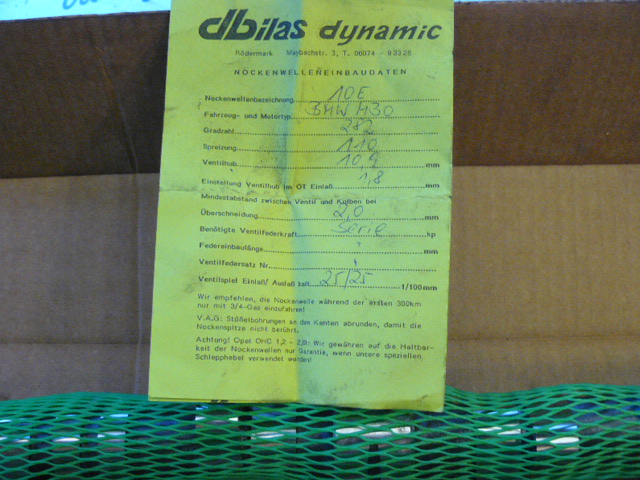 dbilas dynamic
Rödermark Maybachstr. 3, T. 06074 - 93328
NOCKENWELLENEINBAUDATEN
Nockenwellenbezeichnung 10E
Fahrzeug- und Motortyp BMW M30
Gradzahl 282
Spreizung 110
Ventilhub 10,4 mm
Einstellung Ventilhub im OT Einlaß 1,8 mm
Mindestabstand zwischen Ventil und Kolben bei
Überschneidung 2,0 mm
Benötigte Ventilfederkraft Serie kp
Federeinbaulänge mm
Ventilfedersatz Nr.
Ventilspiel Einlaß/ Auslaß kalt 25/25 1/100mm
Wir empfehlen, die Nockenwelle während der ersten 300km
nur mit 3/4-Gas einzufahren!
V.A.G: Stößelbohrungen an den Kanten abrunden, damit die
Nockenspitze nicht berührt.
Achtung! Opel OHC 1,2 - 2,0: Wir gewähren auf die Haltbar-
keit der Nockenwellen nur Garantie, wenn unsere speziellen
Schlepphebel verwendet wurden!